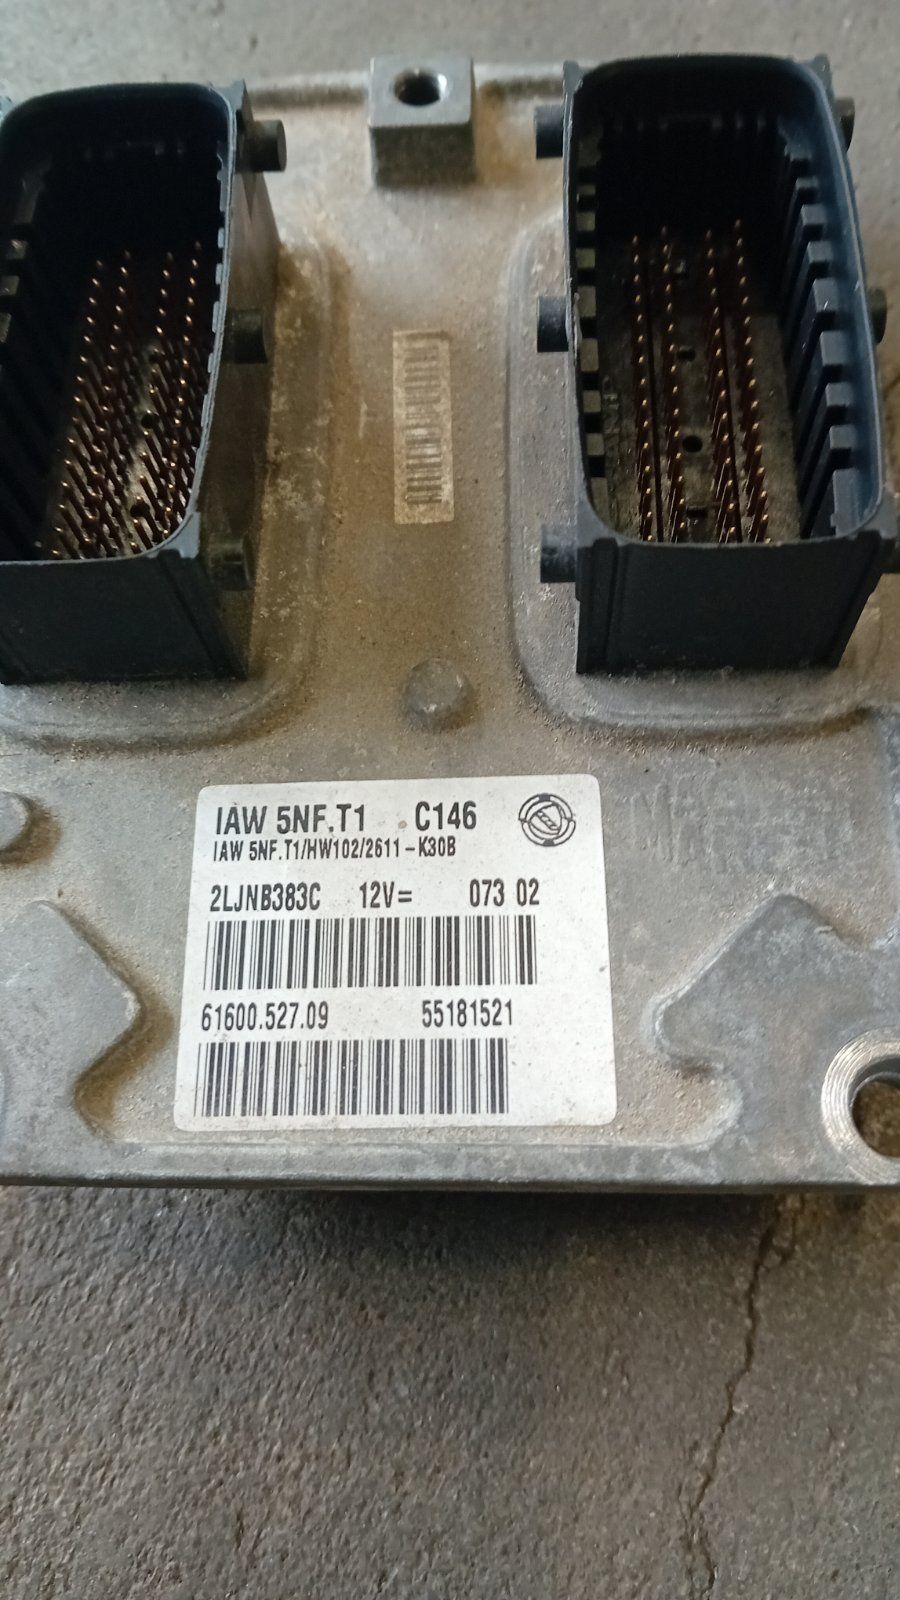 IAW 5NF.T1 C146
IAW 5NF.T1/HW102/2611-K30B
2LJNB383C 12V= 073 02
61600.527.09 55181521